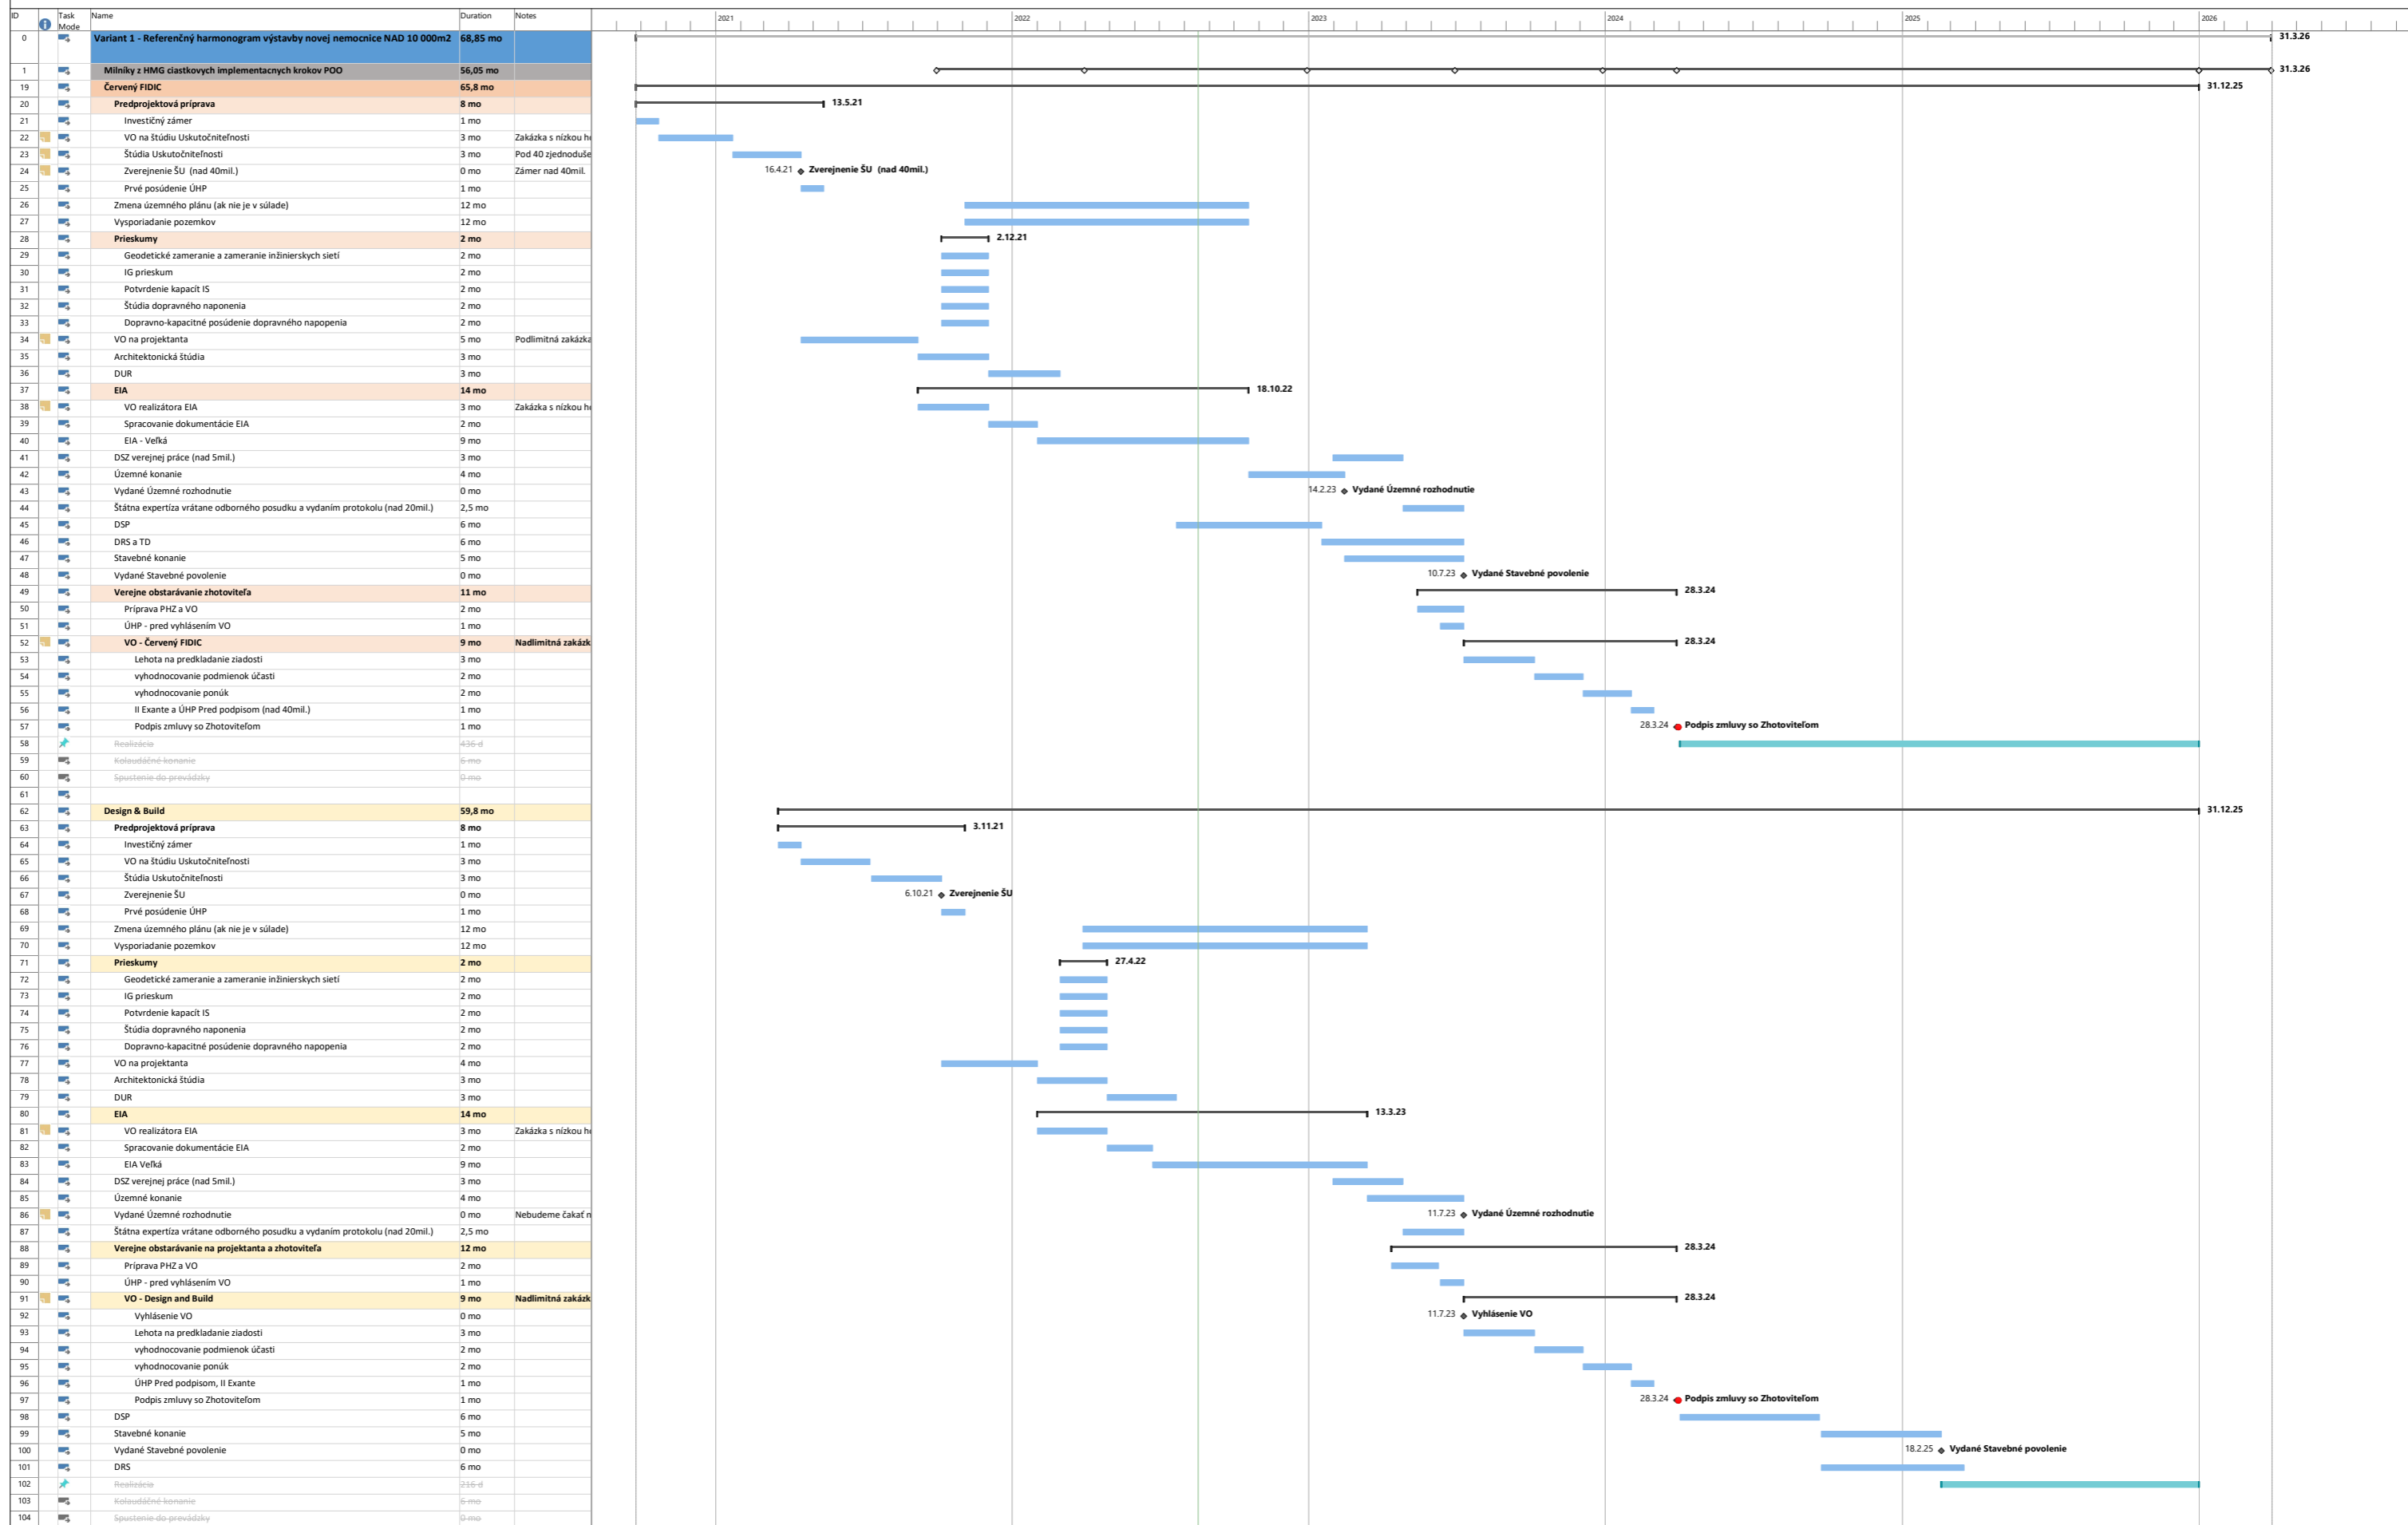 ID Task Mode Name Duration Notes 2021 2022 2023 2024 2025 2026
0 Variant 1 - Referenčný harmonogram výstavby novej nemocnice NAD 10 000m2 68,85 mo 31.3.26
1 Milníky z HMG ciastkovych implementacnych krokov POO 56,05 mo 31.3.26
19 Červený FIDIC 65,8 mo 31.12.25
20 Predprojektová príprava 8 mo 13.5.21
21 Investičný zámer 1 mo
22 VO na štúdiu Uskutočniteľnosti 3 mo Zakázka s nízkou h
23 Štúdia Uskutočniteľnosti 3 mo Pod 40 zjednoduše
24 Zverejnenie ŠU (nad 40mil.) 0 mo Zámer nad 40mil. 16.4.21 Zverejnenie ŠU (nad 40mil.)
25 Prvé posúdenie ÚHP 1 mo
26 Zmena územného plánu (ak nie je v súlade) 12 mo
27 Vysporiadanie pozemkov 12 mo
28 Prieskumy 2 mo 2.12.21
29 Geodetické zameranie a zameranie inžinierskych sietí 2 mo
30 IG prieskum 2 mo
31 Potvrdenie kapacít IS 2 mo
32 Štúdia dopravného naponenia 2 mo
33 Dopravno-kapacitné posúdenie dopravného napopenia 2 mo
34 VO na projektanta 5 mo Podlimitná zakázka
35 Architektonická štúdia 3 mo
36 DUR 3 mo
37 EIA 14 mo 18.10.22
38 VO realizátora EIA 3 mo Zakázka s nízkou h
39 Spracovanie dokumentácie EIA 2 mo
40 EIA - Veľká 9 mo
41 DSZ verejnej práce (nad 5mil.) 3 mo
42 Územné konanie 4 mo
43 Vydané Územné rozhodnutie 0 mo 14.2.23 Vydané Územné rozhodnutie
44 Štátna expertíza vrátane odborného posudku a vydaním protokolu (nad 20mil.) 2,5 mo
45 DSP 6 mo
46 DRS a TD 6 mo
47 Stavebné konanie 5 mo
48 Vydané Stavebné povolenie 0 mo 10.7.23 Vydané Stavebné povolenie
49 Verejne obstarávanie zhotoviteľa 11 mo 28.3.24
50 Príprava PHZ a VO 2 mo
51 ÚHP - pred vyhlásením VO 1 mo
52 VO - Červený FIDIC 9 mo Nadlimitná zakázk 28.3.24
53 Lehota na predkladanie ziadosti 3 mo
54 vyhodnocovanie podmienok účasti 2 mo
55 vyhodnocovanie ponúk 2 mo
56 II Exante a ÚHP Pred podpisom (nad 40mil.) 1 mo
57 Podpis zmluvy so Zhotoviteľom 1 mo 28.3.24 Podpis zmluvy so Zhotoviteľom
58 Realizácia 436 d
59 Kolaudáčné konanie 6 mo
60 Spustenie do prevádzky 0 mo
61
62 Design & Build 59,8 mo 31.12.25
63 Predprojektová príprava 8 mo 3.11.21
64 Investičný zámer 1 mo
65 VO na štúdiu Uskutočniteľnosti 3 mo
66 Štúdia Uskutočniteľnosti 3 mo
67 Zverejnenie ŠU 0 mo 6.10.21 Zverejnenie ŠU
68 Prvé posúdenie ÚHP 1 mo
69 Zmena územného plánu (ak nie je v súlade) 12 mo
70 Vysporiadanie pozemkov 12 mo
71 Prieskumy 2 mo 27.4.22
72 Geodetické zameranie a zameranie inžinierskych sietí 2 mo
73 IG prieskum 2 mo
74 Potvrdenie kapacít IS 2 mo
75 Štúdia dopravného naponenia 2 mo
76 Dopravno-kapacitné posúdenie dopravného napopenia 2 mo
77 VO na projektanta 4 mo
78 Architektonická štúdia 3 mo
79 DUR 3 mo
80 EIA 14 mo 13.3.23
81 VO realizátora EIA 3 mo Zakázka s nízkou h
82 Spracovanie dokumentácie EIA 2 mo
83 EIA Veľká 9 mo
84 DSZ verejnej práce (nad 5mil.) 3 mo
85 Územné konanie 4 mo
86 Vydané Územné rozhodnutie 0 mo Nebudeme čakať n 11.7.23 Vydané Územné rozhodnutie
87 Štátna expertíza vrátane odborného posudku a vydaním protokolu (nad 20mil.) 2,5 mo
88 Verejne obstarávanie na projektanta a zhotoviteľa 12 mo 28.3.24
89 Príprava PHZ a VO 2 mo
90 ÚHP - pred vyhlásením VO 1 mo
91 VO - Design and Build 9 mo Nadlimitná zakázk 28.3.24
92 Vyhlásenie VO 0 mo 11.7.23 Vyhlásenie VO
93 Lehota na predkladanie ziadosti 3 mo
94 vyhodnocovanie podmienok účasti 2 mo
95 vyhodnocovanie ponúk 2 mo
96 ÚHP Pred podpisom, II Exante 1 mo
97 Podpis zmluvy so Zhotoviteľom 1 mo 28.3.24 Podpis zmluvy so Zhotoviteľom
98 DSP 6 mo
99 Stavebné konanie 5 mo
100 Vydané Stavebné povolenie 0 mo 18.2.25 Vydané Stavebné povolenie
101 DRS 6 mo
102 Realizácia 216 d
103 Kolaudáčné konanie 6 mo
104 Spustenie do prevádzky 0 mo